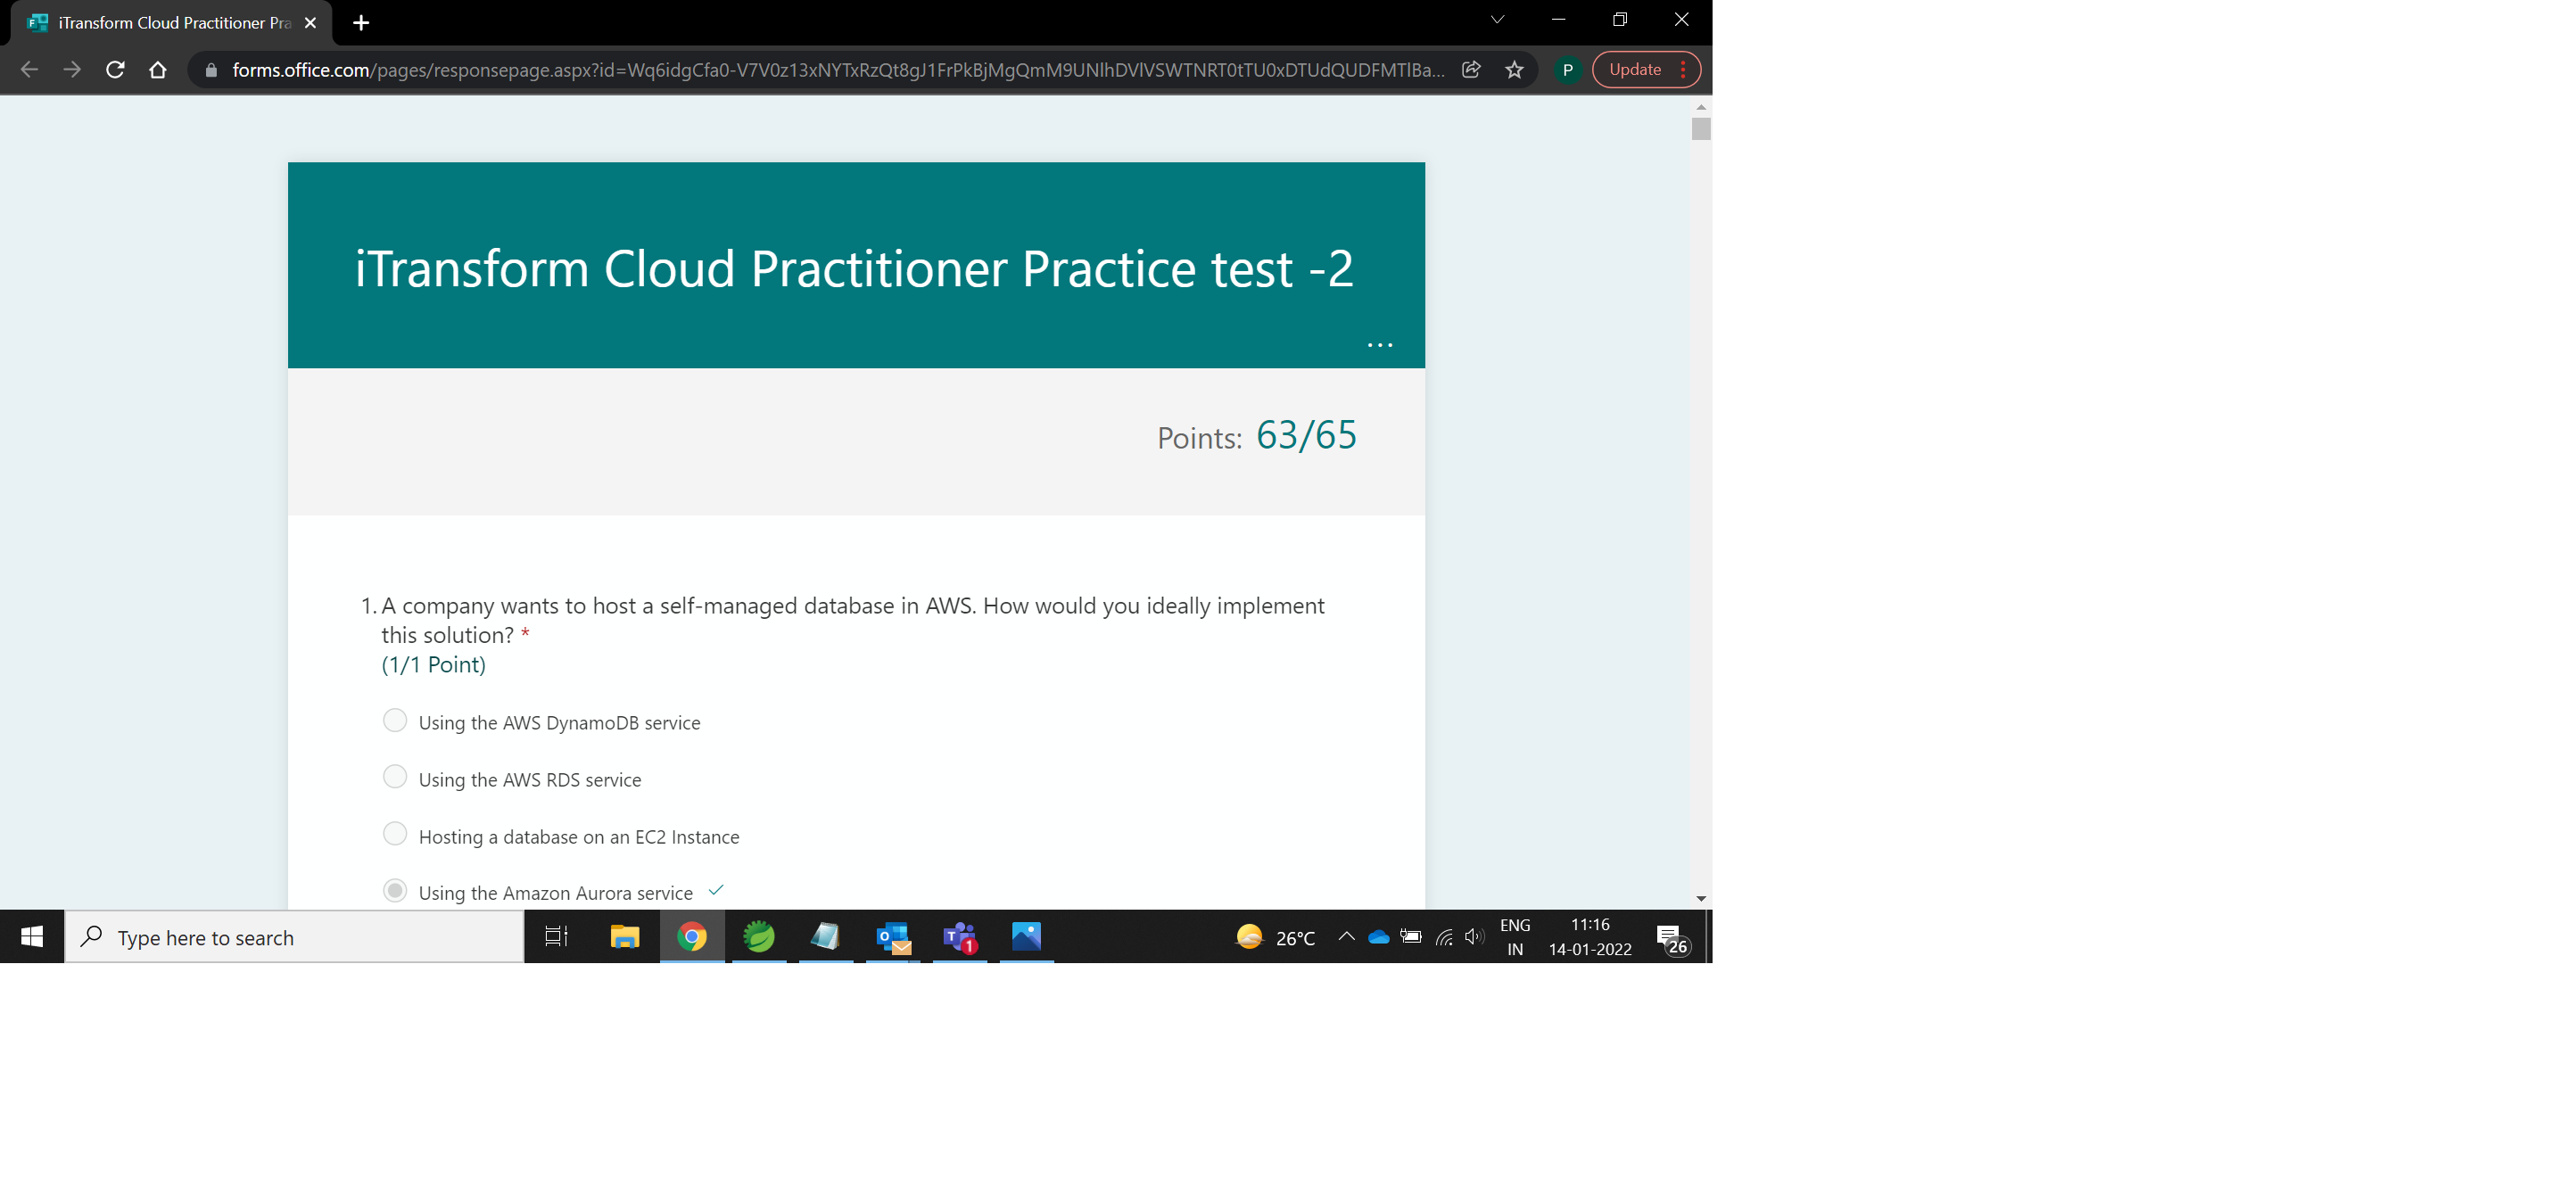 iTransform Cloud Practitioner Pra
forms.office.com/pages/responsepage.aspx?id=Wq6idgCfa0-V7V0z13xNYTxRzQt8gJ1FrPkBjMgQmM9UNlhDVlVSWTNRT0tTU0xDTUdQUDFMTlBa...
P
Update
iTransform Cloud Practitioner Practice test -2
...
Points: 63/65
1. A company wants to host a self-managed database in AWS. How would you ideally implement
this solution? *
(1/1 Point)
Using the AWS DynamoDB service
Using the AWS RDS service
Hosting a database on an EC2 Instance
Using the Amazon Aurora service
Type here to search
1
26°C
ENG
IN
11:16
14-01-2022
26